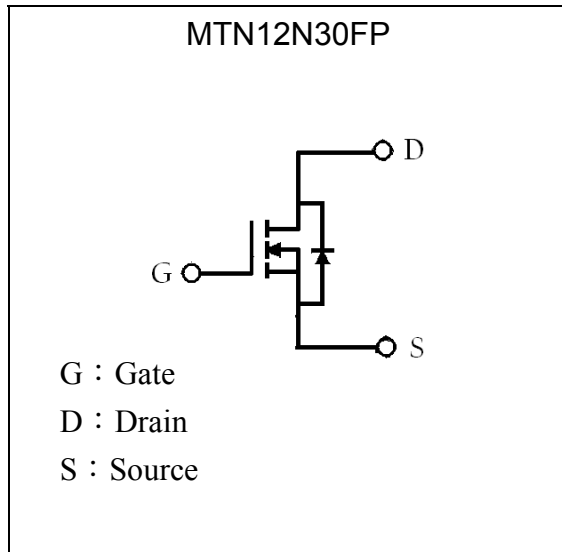 MTN12N30FP
D
G
S
G：Gate
D：Drain
S：Source